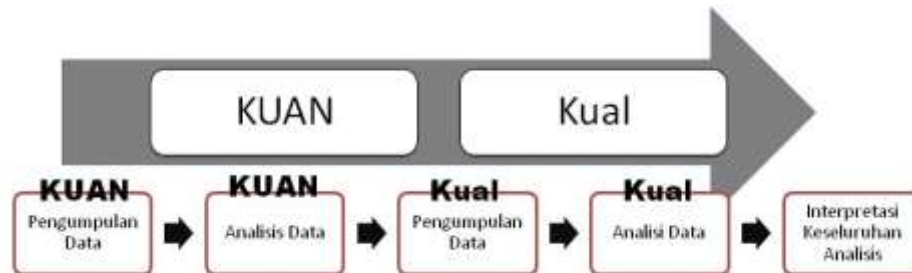 KUAN
Kual
KUAN
Pengumpulan
Data
KUAN
Analisis Data
Kual
Pengumpulan
Data
Kual
Analisi Data
Interpretasi
Keseluruhan
Analisis